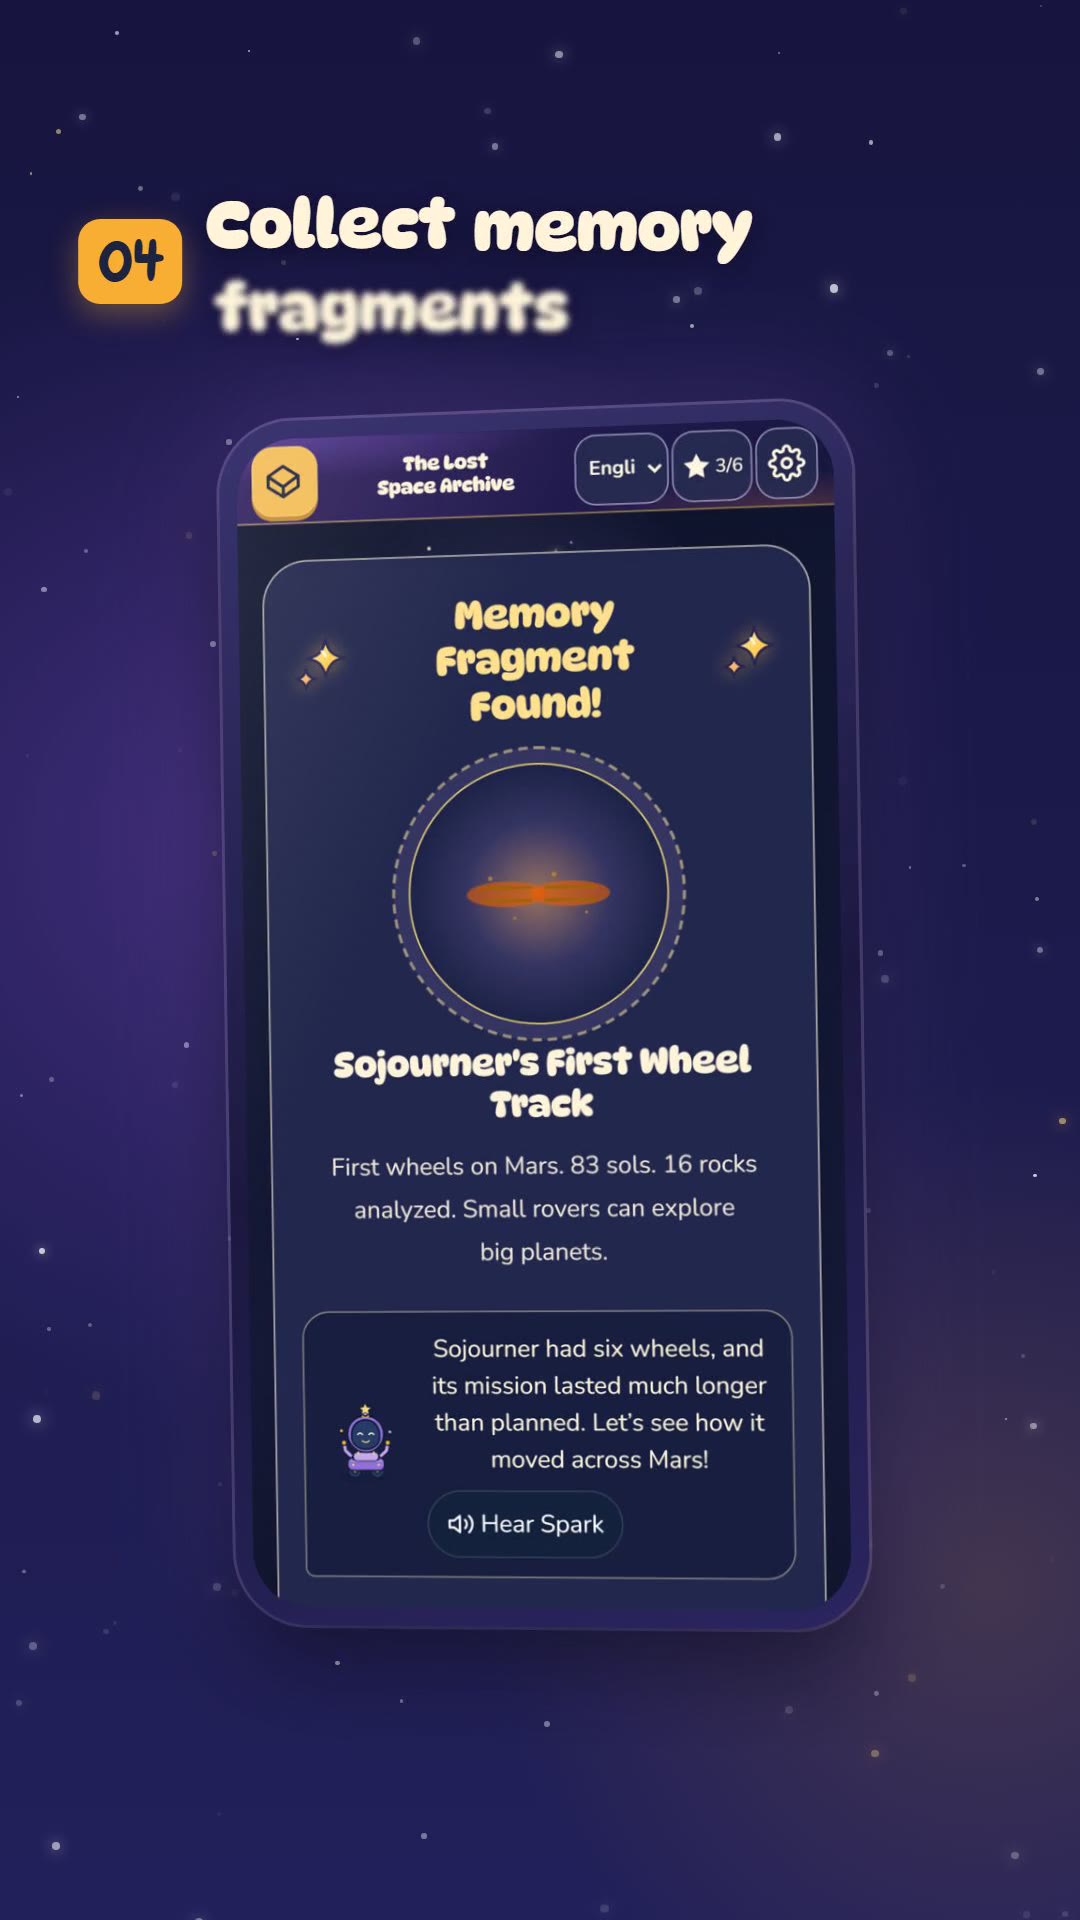 04
Collect memory
fragments
The Lost
Space Archive
Engli
3/6
Memory
Fragment
Found!
Sojourner's First Wheel
Track
First wheels on Mars. 83 sols. 16 rocks
analyzed. Small rovers can explore
big planets.
Sojourner had six wheels, and
its mission lasted much longer
than planned. Let’s see how it
moved across Mars!
Hear Spark